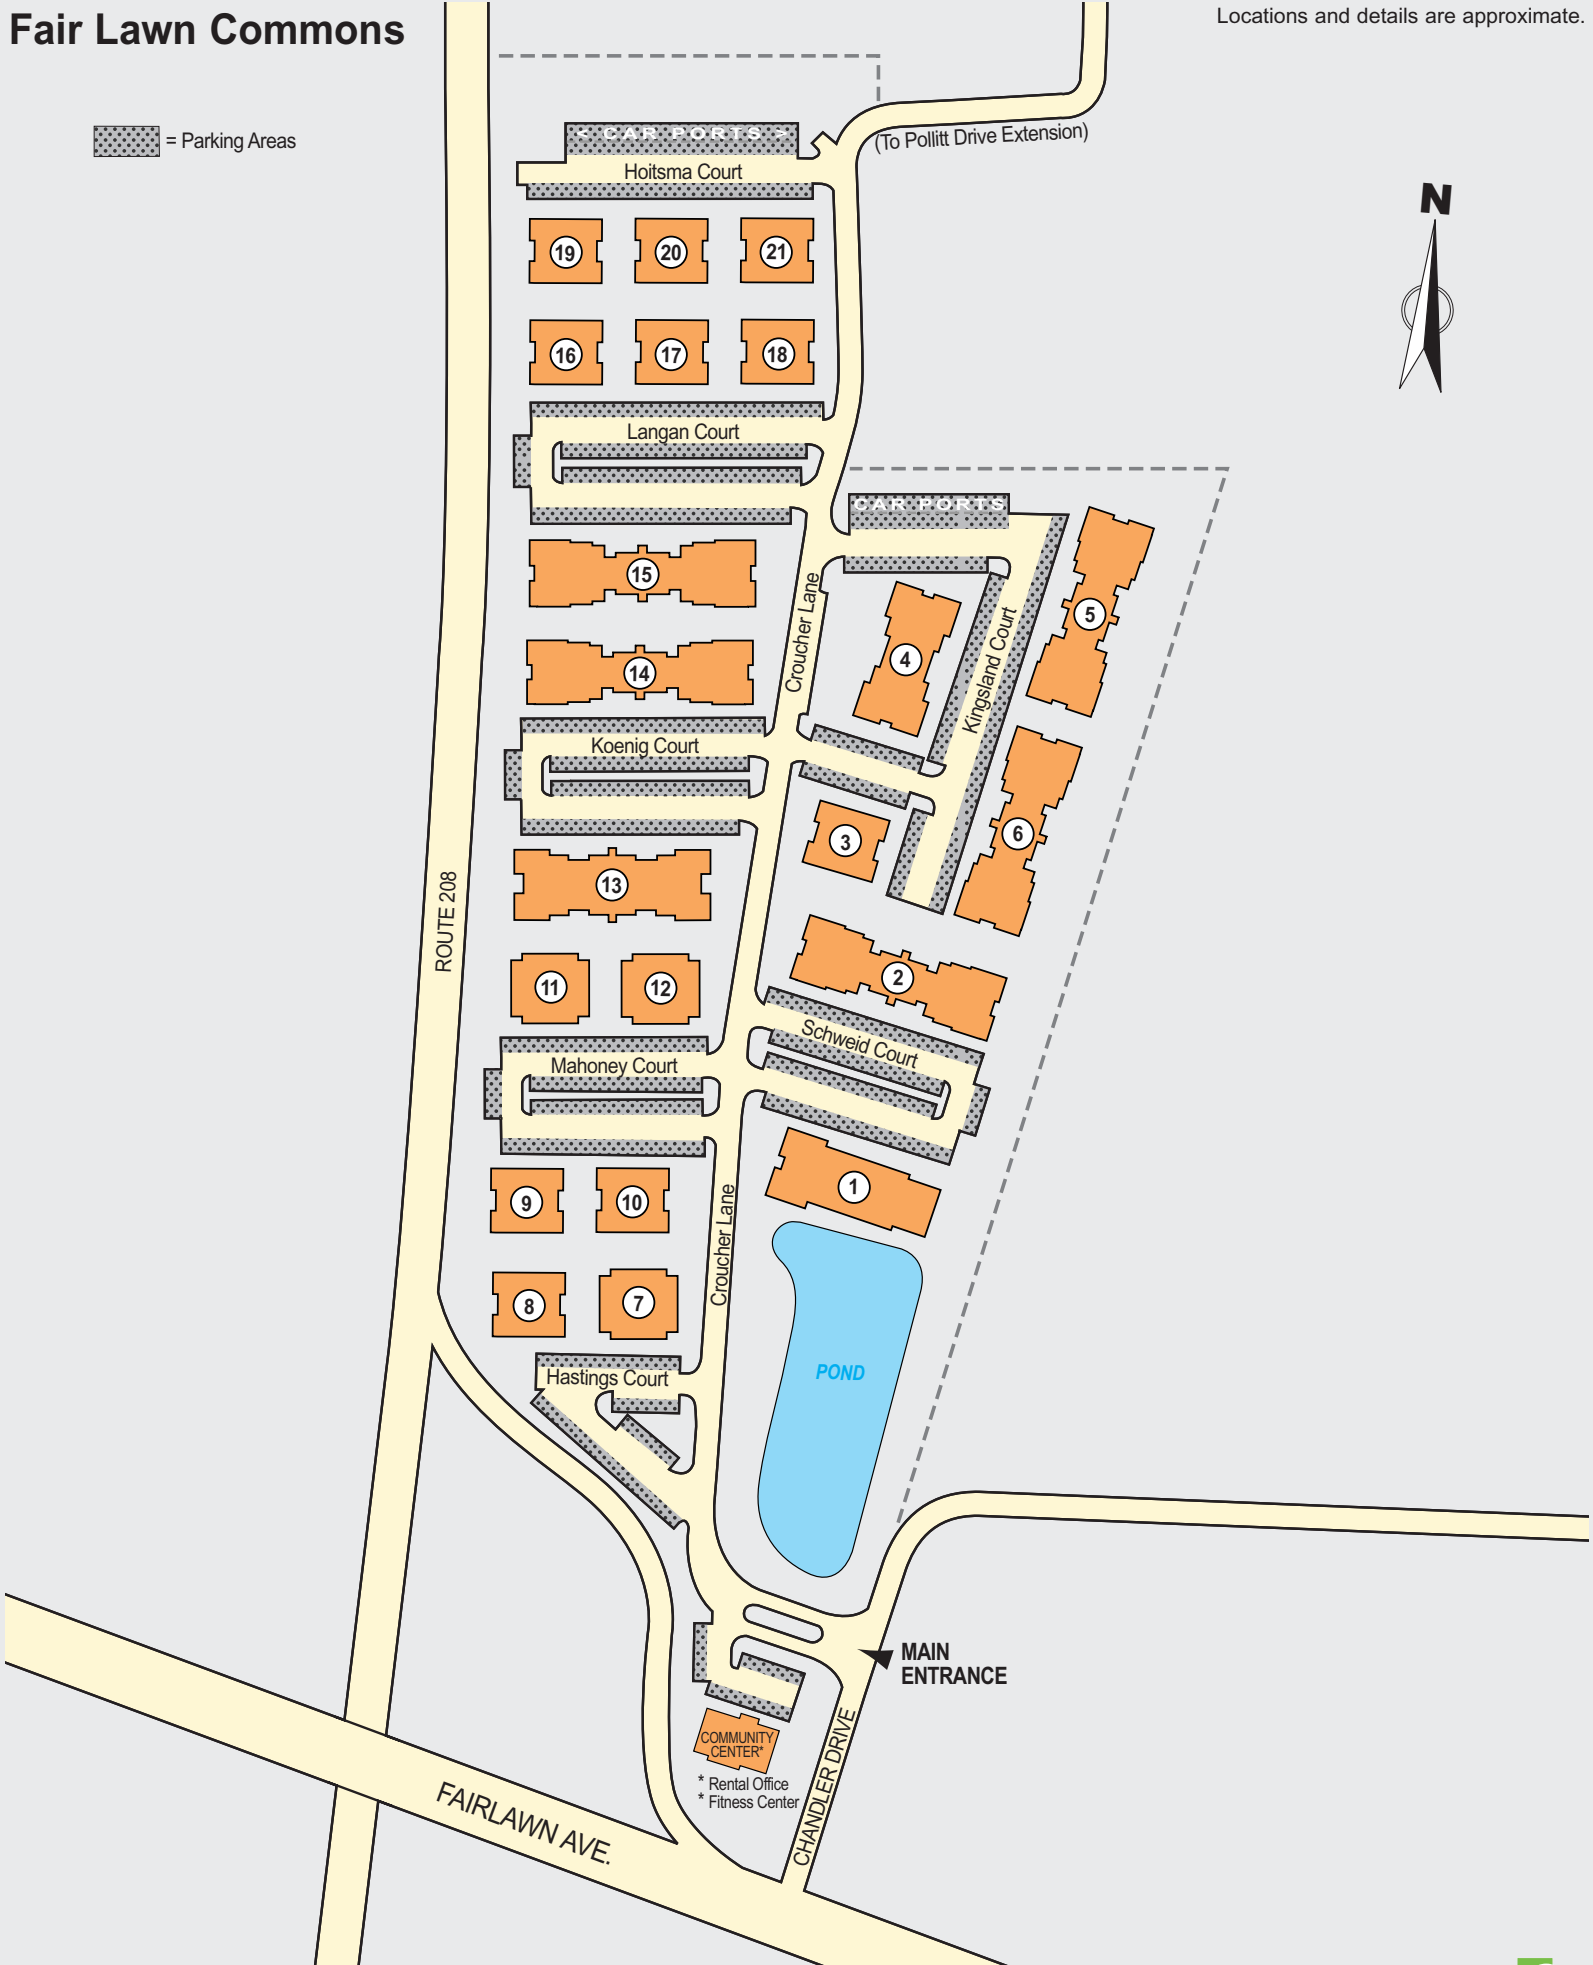 Fair Lawn Commons
Locations and details are approximate.
= Parking Areas
< CAR PORTS >
(To Pollitt Drive Extension)
Hoitsma Court
N
19
20
21
16
17
18
Langan Court
CAR PORTS
15
Croucher Lane
5
4
Kingsland Court
14
Koenig Court
3
6
13
ROUTE 208
2
11
12
Schweid Court
Mahoney Court
1
9
10
Croucher Lane
8
7
POND
Hastings Court
MAIN
ENTRANCE
COMMUNITY
CENTER*
* Rental Office
* Fitness Center
CHANDLER DRIVE
FAIRLAWN AVE.